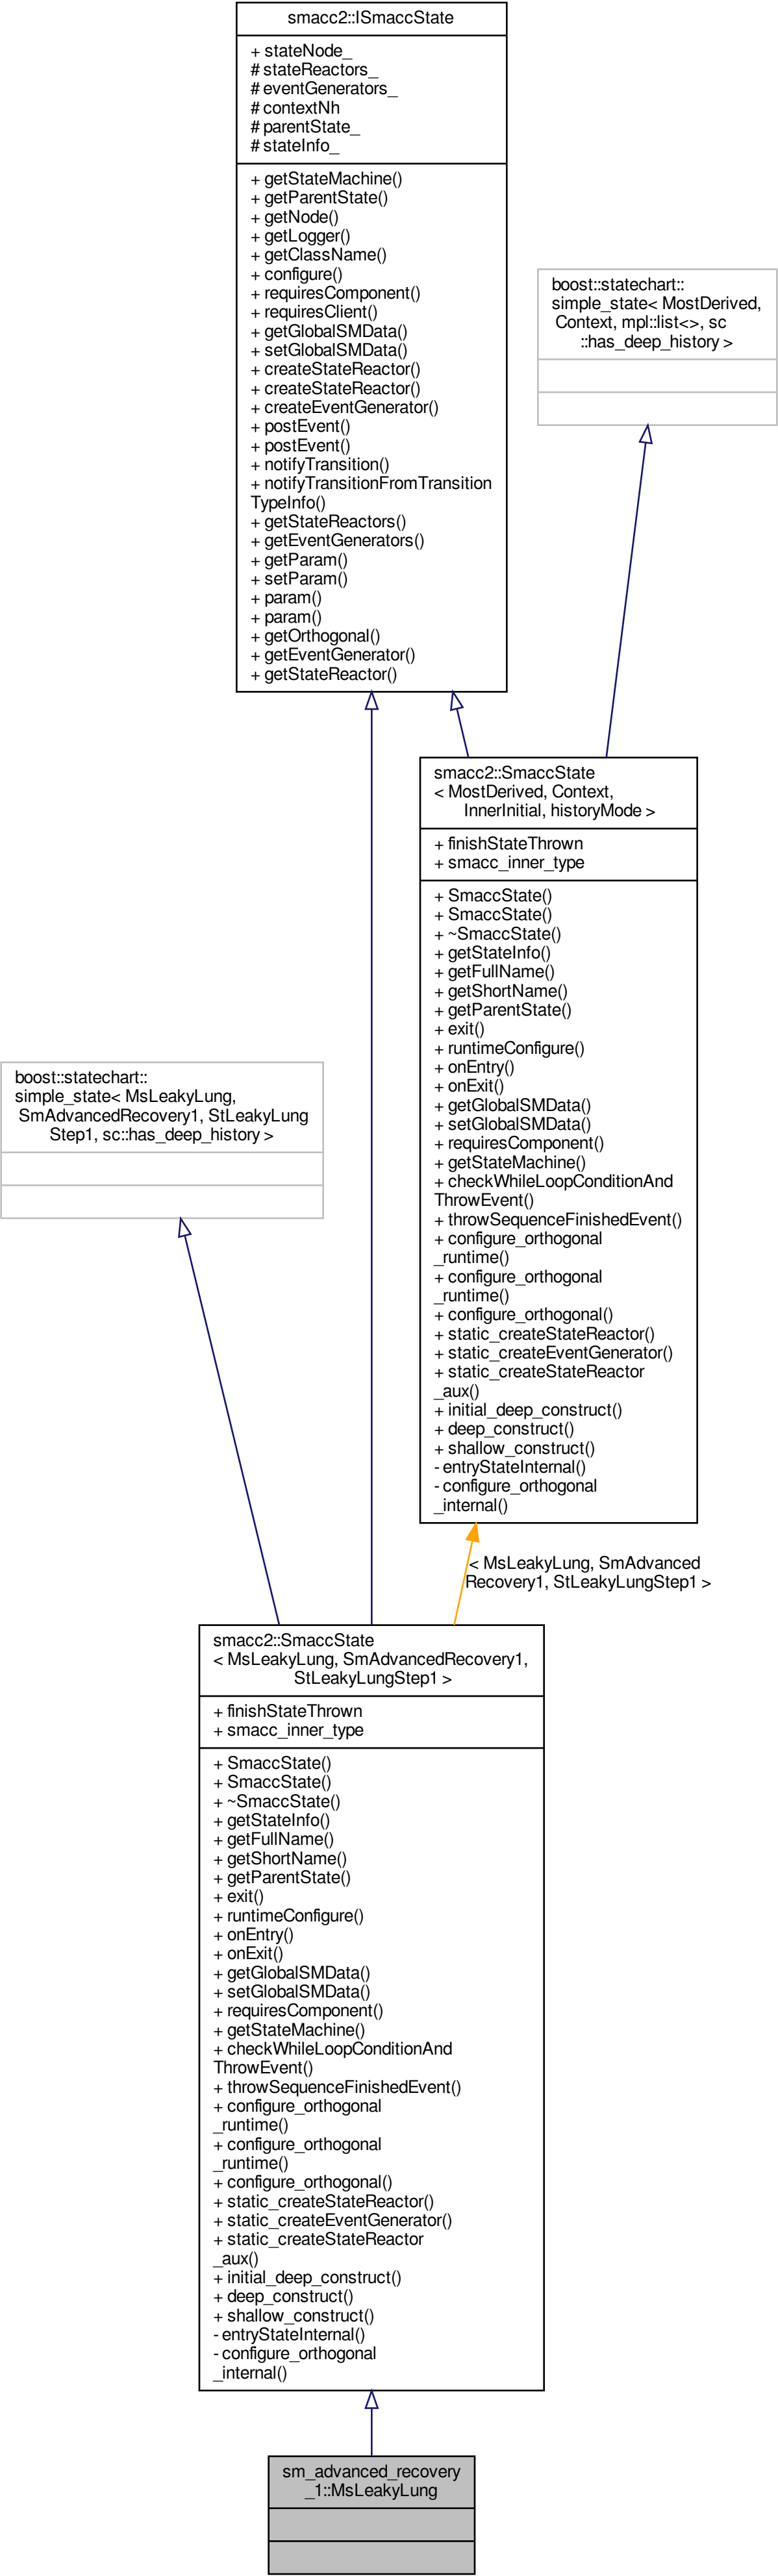 smacc2::ISmaccState
+ stateNode_
# stateReactors_
# eventGenerators_
# contextNh
# parentState_
# stateInfo_
+ getStateMachine()
+ getParentState()
+ getNode()
+ getLogger()
+ getClassName()
+ configure()
+ requiresComponent()
+ requiresClient()
+ getGlobalSMData()
+ setGlobalSMData()
+ createStateReactor()
+ createStateReactor()
+ createEventGenerator()
+ postEvent()
+ postEvent()
+ notifyTransition()
+ notifyTransitionFromTransition
TypeInfo()
+ getStateReactors()
+ getEventGenerators()
+ getParam()
+ setParam()
+ param()
+ param()
+ getOrthogonal()
+ getEventGenerator()
+ getStateReactor()
boost::statechart::
simple_state< MostDerived,
Context, mpl::list<>, sc
::has_deep_history >
smacc2::SmaccState
< MostDerived, Context,
InnerInitial, historyMode >
+ finishStateThrown
+ smacc_inner_type
+ SmaccState()
+ SmaccState()
+ ~SmaccState()
+ getStateInfo()
+ getFullName()
+ getShortName()
+ getParentState()
+ exit()
+ runtimeConfigure()
+ onEntry()
+ onExit()
+ getGlobalSMData()
+ setGlobalSMData()
+ requiresComponent()
+ getStateMachine()
+ checkWhileLoopConditionAnd
ThrowEvent()
+ throwSequenceFinishedEvent()
+ configure_orthogonal
_runtime()
+ configure_orthogonal
_runtime()
+ configure_orthogonal()
+ static_createStateReactor()
+ static_createEventGenerator()
+ static_createStateReactor
_aux()
+ initial_deep_construct()
+ deep_construct()
+ shallow_construct()
- entryStateInternal()
- configure_orthogonal
_internal()
boost::statechart::
simple_state< MsLeakyLung,
SmAdvancedRecovery1, StLeakyLung
Step1, sc::has_deep_history >
< MsLeakyLung, SmAdvanced
Recovery1, StLeakyLungStep1 >
smacc2::SmaccState
< MsLeakyLung, SmAdvancedRecovery1,
StLeakyLungStep1 >
+ finishStateThrown
+ smacc_inner_type
+ SmaccState()
+ SmaccState()
+ ~SmaccState()
+ getStateInfo()
+ getFullName()
+ getShortName()
+ getParentState()
+ exit()
+ runtimeConfigure()
+ onEntry()
+ onExit()
+ getGlobalSMData()
+ setGlobalSMData()
+ requiresComponent()
+ getStateMachine()
+ checkWhileLoopConditionAnd
ThrowEvent()
+ throwSequenceFinishedEvent()
+ configure_orthogonal
_runtime()
+ configure_orthogonal
_runtime()
+ configure_orthogonal()
+ static_createStateReactor()
+ static_createEventGenerator()
+ static_createStateReactor
_aux()
+ initial_deep_construct()
+ deep_construct()
+ shallow_construct()
- entryStateInternal()
- configure_orthogonal
_internal()
sm_advanced_recovery
_1::MsLeakyLung